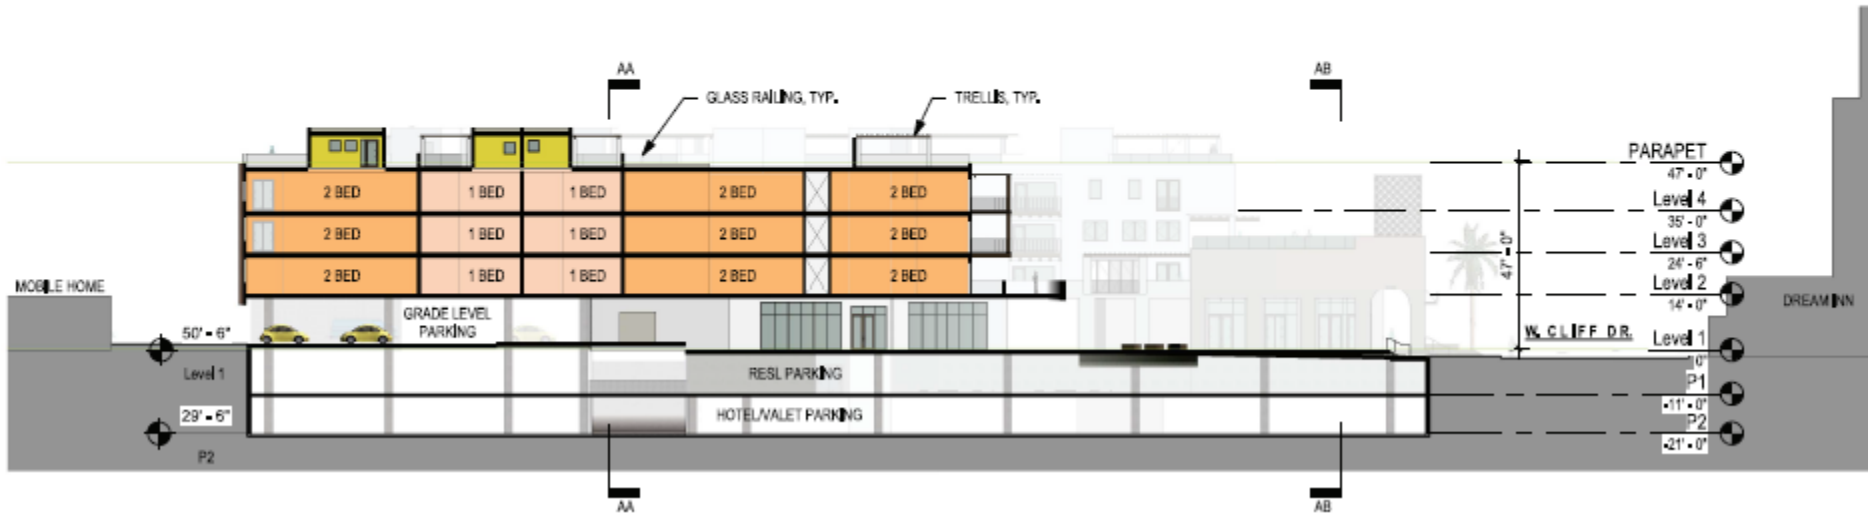 AA
AB
GLASS RAILING, TYP.
TRELLIS, TYP.
PARAPET
47' - 0"
2 BED
1 BED
1 BED
2 BED
2 BED
Level 4
35' - 0"
2 BED
1 BED
1 BED
2 BED
2 BED
Level 3
24' - 6"
47' - 0"
2 BED
1 BED
1 BED
2 BED
2 BED
Level 2
14' - 0"
MOBILE HOME
DREAM INN
GRADE LEVEL
PARKING
50' - 6"
W. CLIFF DR.
Level 1
0"
Level 1
RESL PARKING
P1
-11' - 0"
29' - 6"
HOTEL/VALET PARKING
P2
-21' - 0"
P2
AA
AB